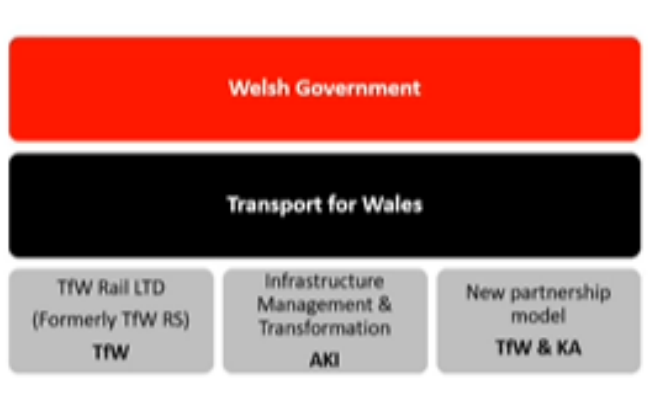 Welsh Government
Transport for Wales
TfW Rail LTD
(Formerly TfW RS)
TfW
Infrastructure
Management &
Transformation
AKI
New partnership
model
TfW & KA